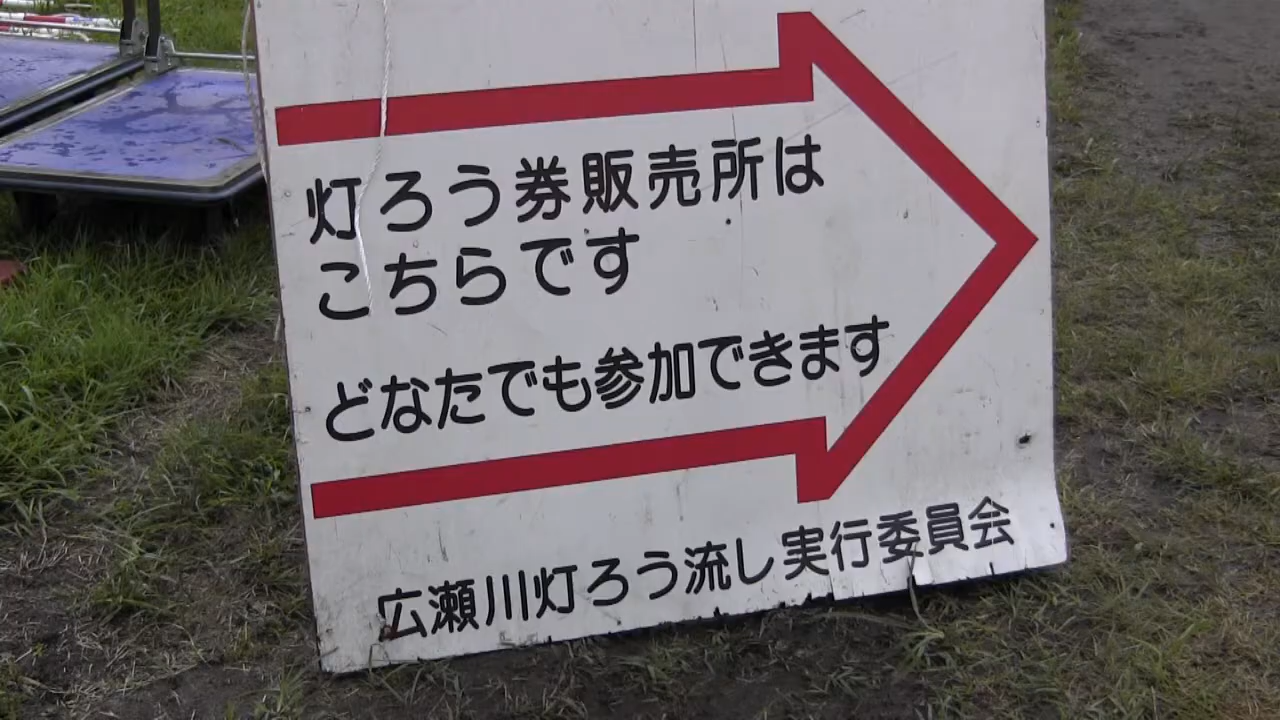 灯ろう券販売所は
こちらです
どなたでも参加できます
広瀬川灯ろう流し実行委員会